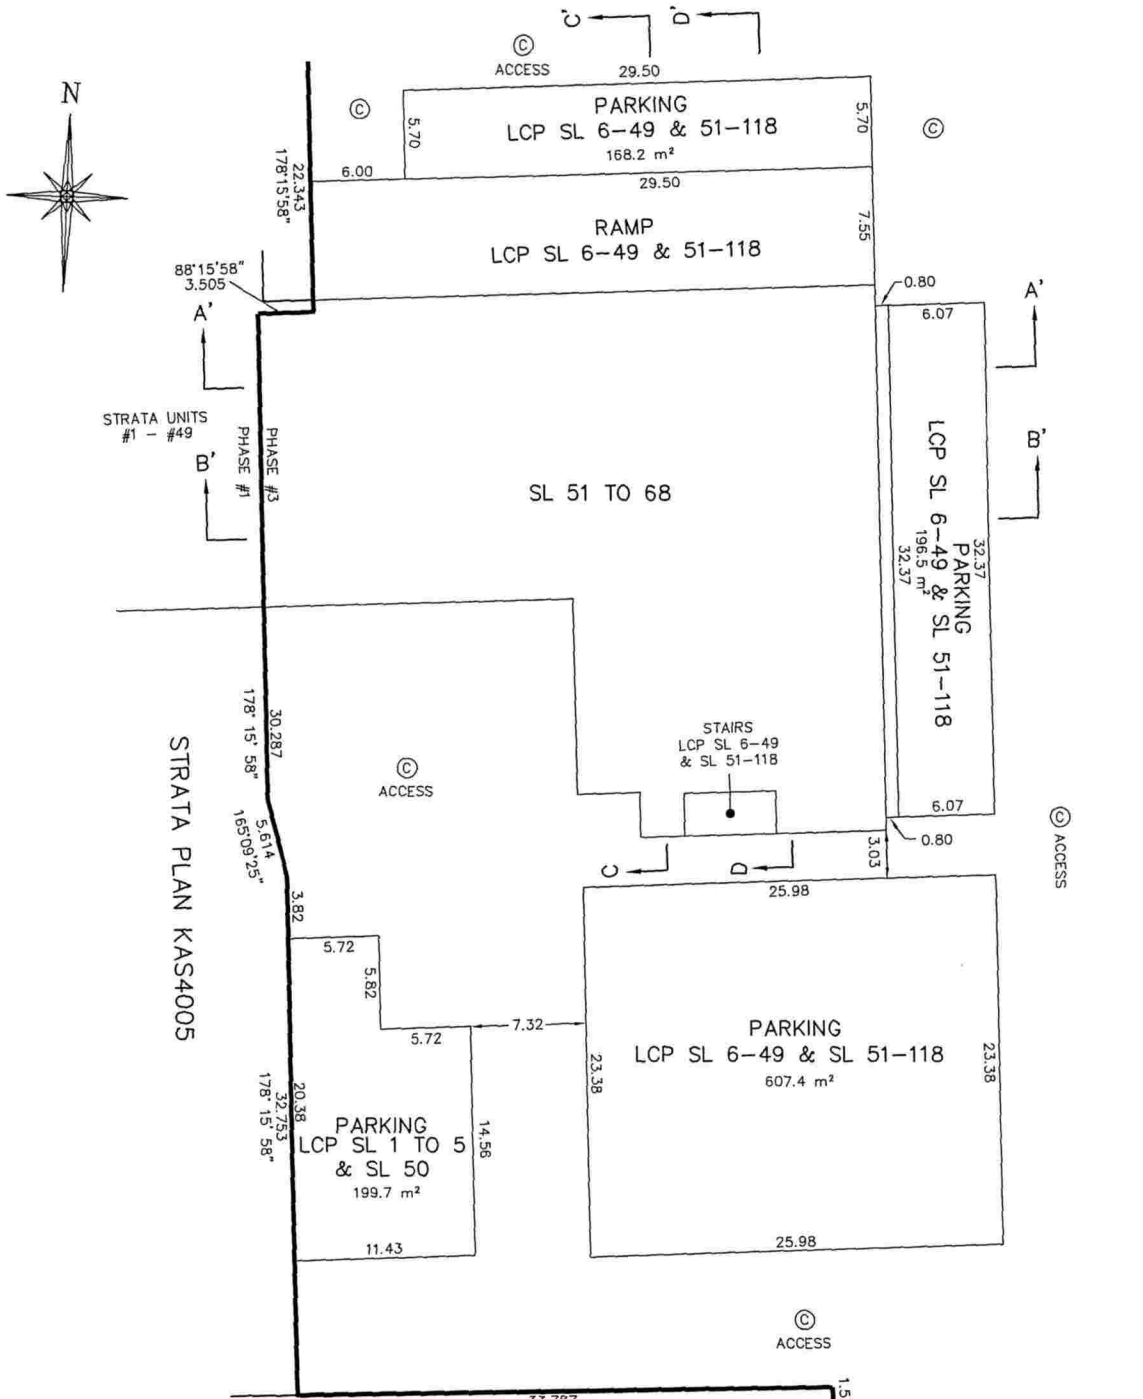 C'
D'
C
ACCESS
29.50
N
C
5.70
PARKING
LCP SL 6-49 & 51-118
168.2 m²
5.70
C
6.00
29.50
22.343
178°15'58"
RAMP
LCP SL 6-49 & 51-118
7.55
88°15'58"
3.505
0.80
A'
6.07
A'
STRATA UNITS
#1 - #49
PHASE #1
PHASE #3
B'
B'
SL 51 TO 68
PARKING
LCP SL 6-49 & SL 51-118
196.5 m²
32.37
32.37
30.287
178° 15' 58"
STAIRS
LCP SL 6-49
& SL 51-118
C
ACCESS
STRATA PLAN KAS4005
5.614
165°09'25"
6.07
0.80
C ACCESS
3.03
C
D
25.98
3.82
5.72
5.82
5.72
7.32
PARKING
LCP SL 6-49 & SL 51-118
607.4 m²
23.38
23.38
20.38
32.753
178° 15' 58"
PARKING
LCP SL 1 TO 5
& SL 50
199.7 m²
14.56
11.43
25.98
C
ACCESS